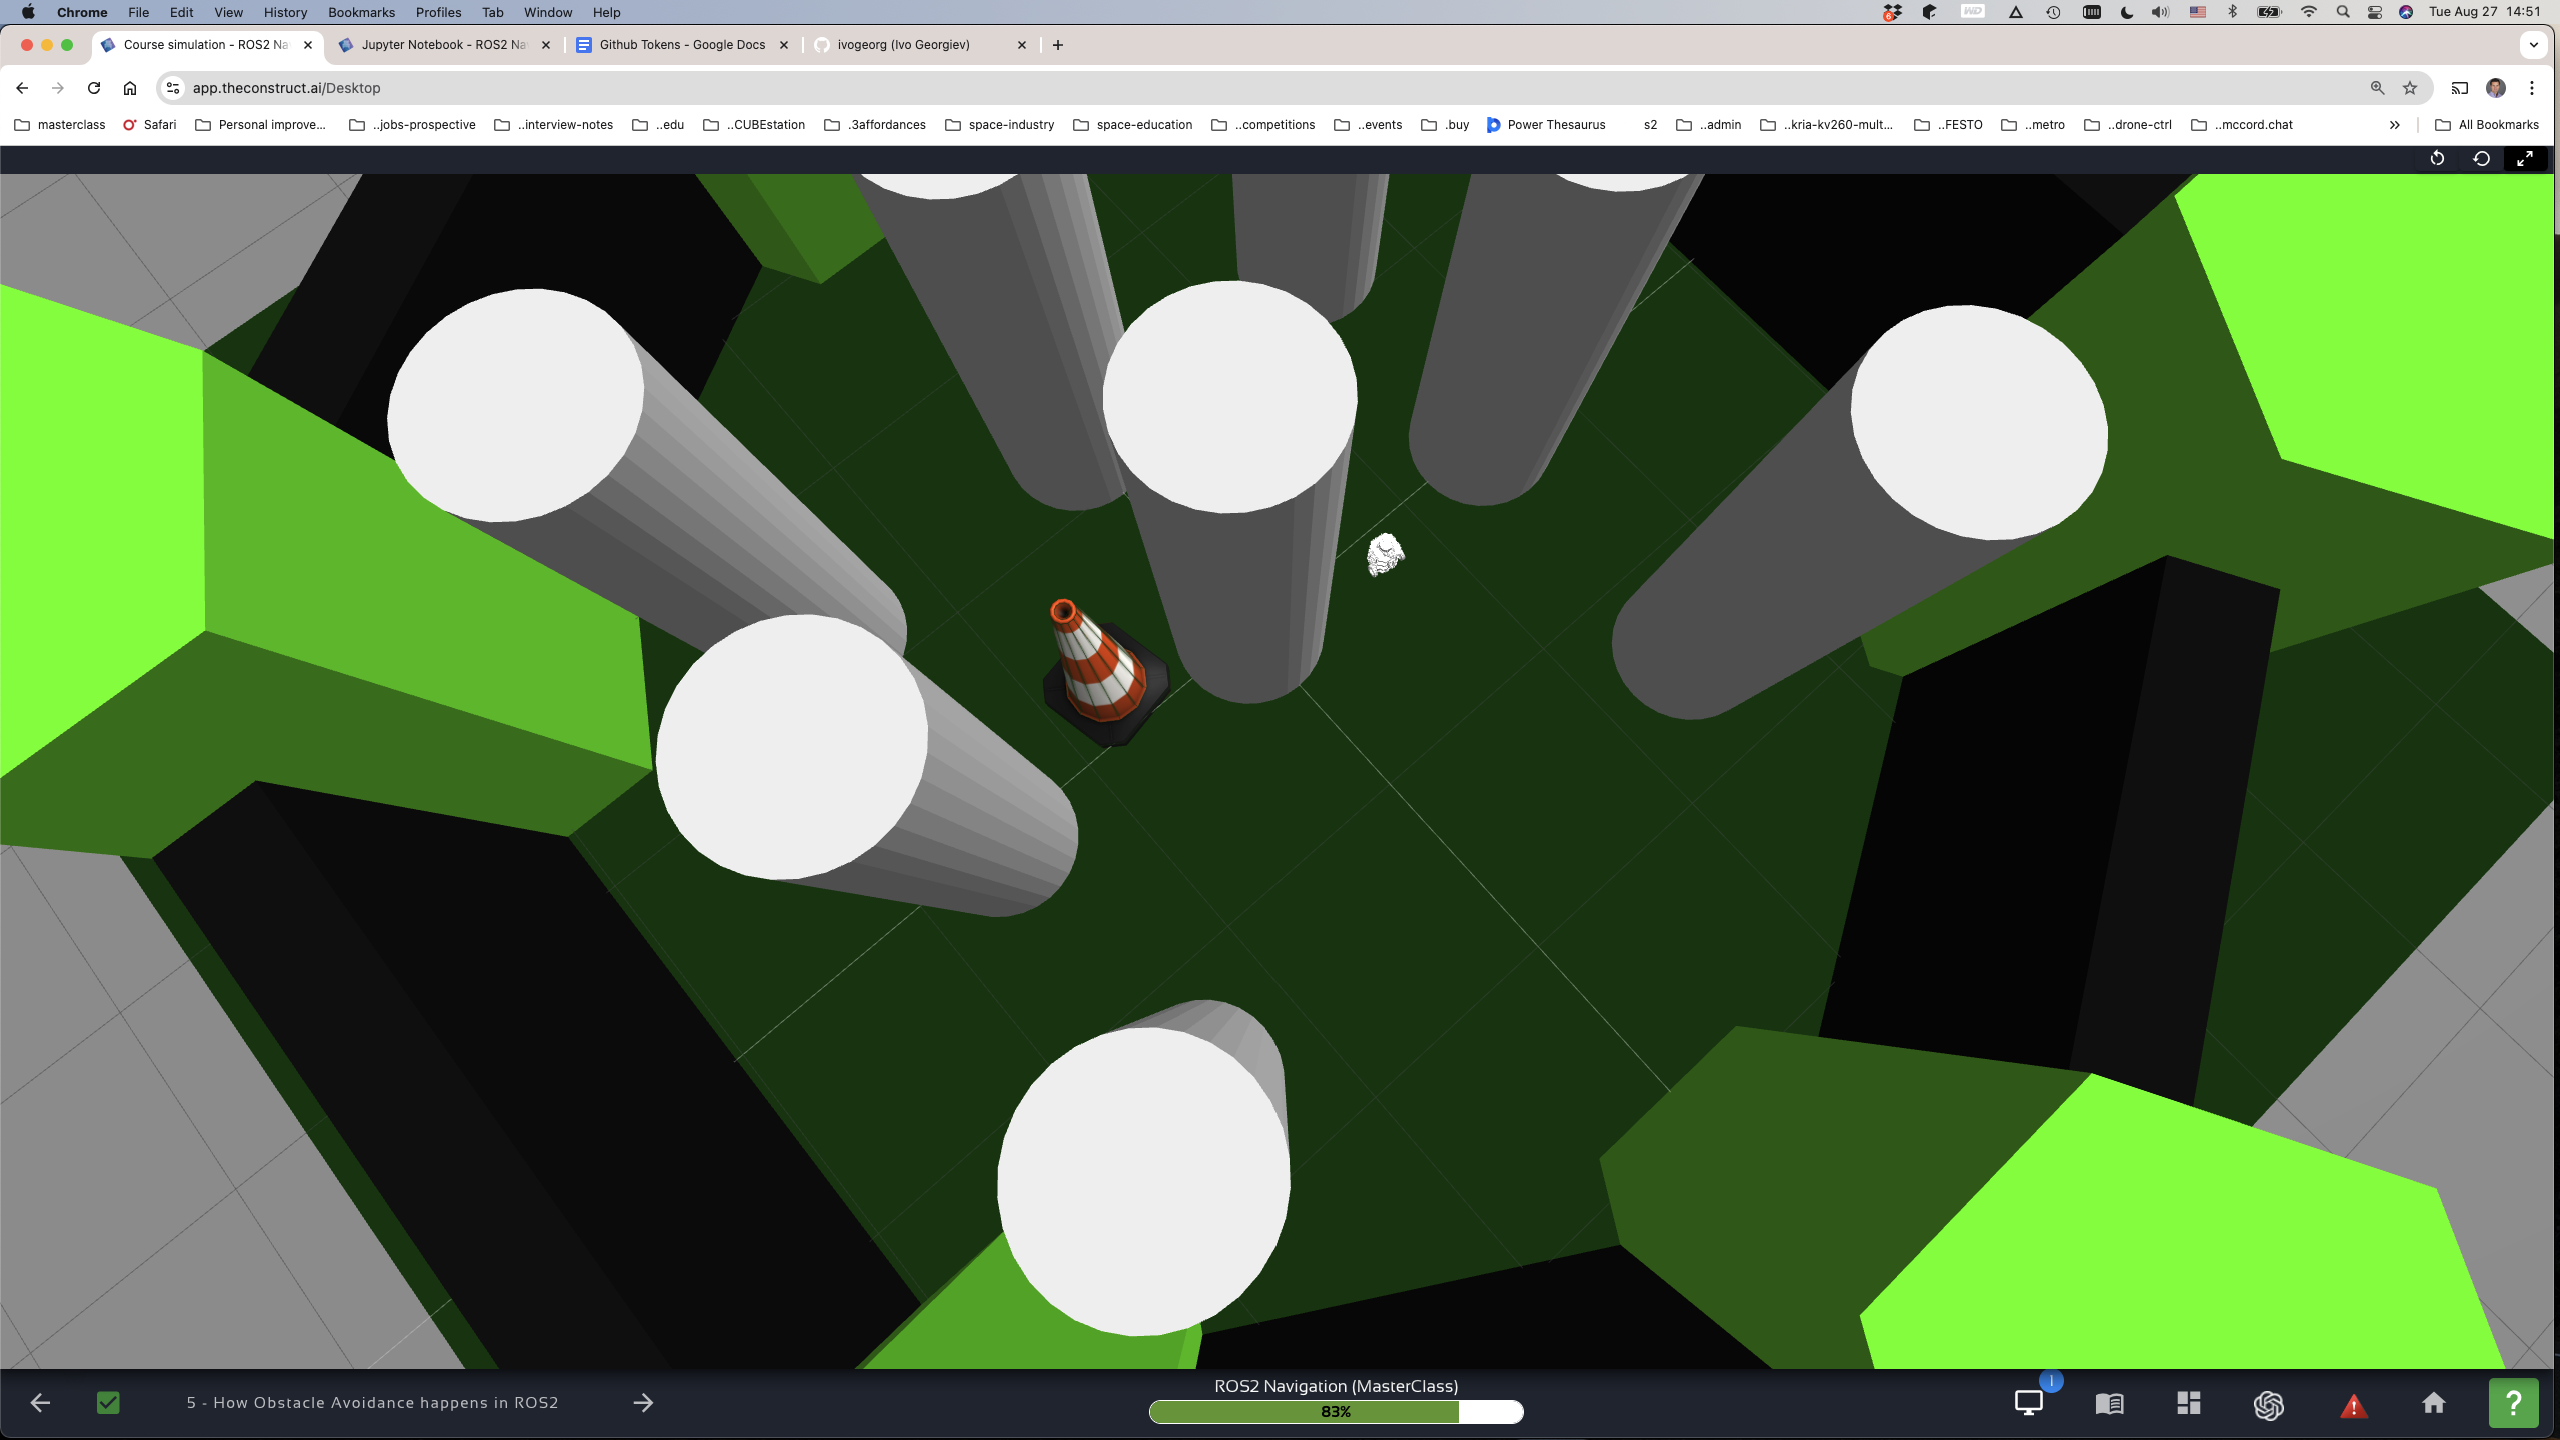 Chrome File Edit View History Bookmarks Profiles Tab Window Help 6 WD Tue Aug 27 14:51
Course simulation - ROS2 Na Jupyter Notebook - ROS2 Na Github Tokens - Google Docs ivogeorg (Ivo Georgiev)
app.theconstruct.ai/Desktop
masterclass Safari Personal improve... ..jobs-prospective ..interview-notes ..edu ..CUBEstation .3affordances space-industry space-education ..competitions ..events .buy Power Thesaurus s2 ..admin ..kria-kv260-mult... ..FESTO ..metro ..drone-ctrl ..mccord.chat All Bookmarks
5 - How Obstacle Avoidance happens in ROS2
ROS2 Navigation (MasterClass)
83%
1
?